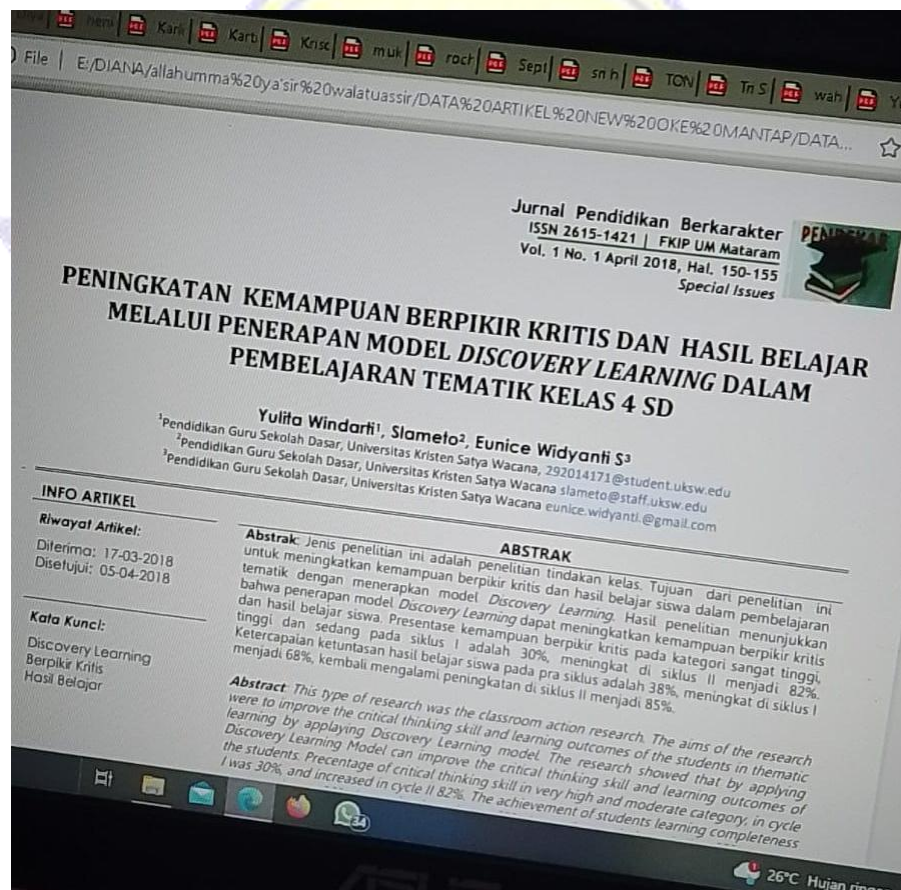 heni Kari Karti Krisc muk roch Sept sn h TON Tri S wah
File | E:/DIANA/allahumma%20ya'sir%20walatuassir/DATA%20ARTIKEL%20NEW%20OKE%20MANTAP/DATA...
Jurnal Pendidikan Berkarakter
ISSN 2615-1421 | FKIP UM Mataram
Vol. 1 No. 1 April 2018, Hal. 150-155
Special Issues
PENDEKAR
PENINGKATAN KEMAMPUAN BERPIKIR KRITIS DAN HASIL BELAJAR
MELALUI PENERAPAN MODEL DISCOVERY LEARNING DALAM
PEMBELAJARAN TEMATIK KELAS 4 SD
Yulita Windarti¹, Slameto², Eunice Widyanti S³
¹Pendidikan Guru Sekolah Dasar, Universitas Kristen Satya Wacana, 292014171@student.uksw.edu
²Pendidikan Guru Sekolah Dasar, Universitas Kristen Satya Wacana slameto@staff.uksw.edu
³Pendidikan Guru Sekolah Dasar, Universitas Kristen Satya Wacana eunice.widyanti.@gmail.com
INFO ARTIKEL
Riwayat Artikel:
Diterima: 17-03-2018
Disetujui: 05-04-2018
Kata Kunci:
Discovery Learning
Berpikir Kritis
Hasil Belajar
ABSTRAK
Abstrak: Jenis penelitian ini adalah penelitian tindakan kelas. Tujuan dari penelitian ini
untuk meningkatkan kemampuan berpikir kritis dan hasil belajar siswa dalam pembelajaran
tematik dengan menerapkan model Discovery Learning. Hasil penelitian menunjukkan
bahwa penerapan model Discovery Learning dapat meningkatkan kemampuan berpikir kritis
dan hasil belajar siswa. Presentase kemampuan berpikir kritis pada kategori sangat tinggi,
tinggi dan sedang pada siklus I adalah 30%, meningkat di siklus II menjadi 82%.
Ketercapaian ketuntasan hasil belajar siswa pada pra siklus adalah 38%, meningkat di siklus I
menjadi 68%, kembali mengalami peningkatan di siklus II menjadi 85%.
Abstract: This type of research was the classroom action research. The aims of the research
were to improve the critical thinking skill and learning outcomes of the students in thematic
learning by applaying Discovery Learning model. The research showed that by applying
Discovery Learning Model can improve the critical thinking skill and learning outcomes of
the students. Precentage of critical thinking skill in very high and moderate category, in cycle
I was 30%, and increased in cycle II 82%. The achievement of students learning completeness
34
26°C Hujan